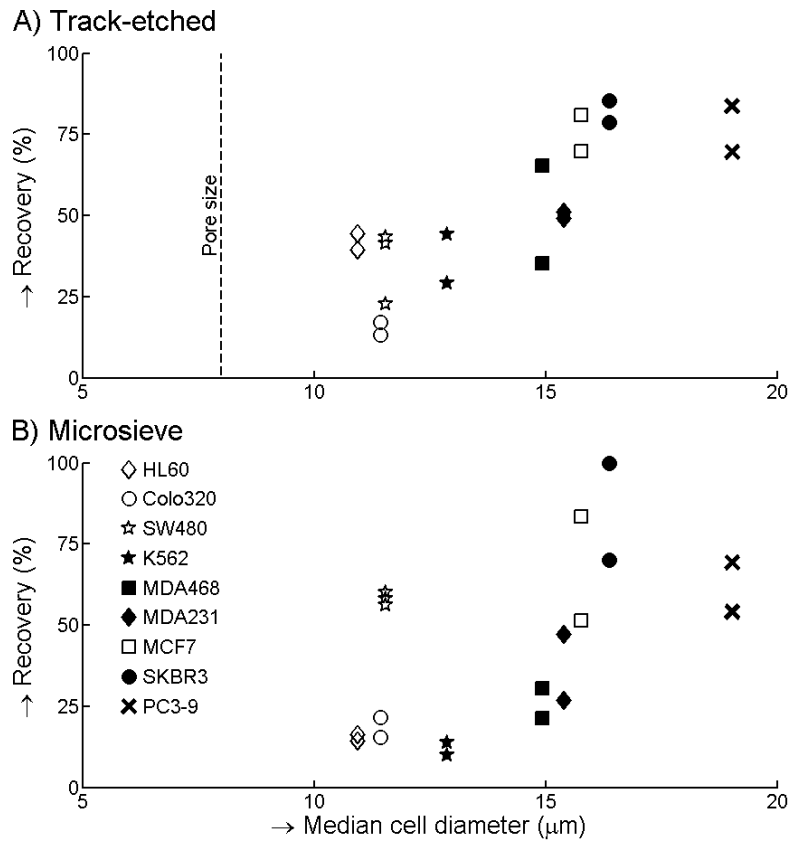 A) Track-etched
100
75
50
25
0
→ Recovery (%)
Pore size
5 10 15 20
B) Microsieve
100
75
50
25
0
→ Recovery (%)
HL60
Colo320
SW480
K562
MDA468
MDA231
MCF7
SKBR3
PC3-9
5 10 15 20
→ Median cell diameter (μm)